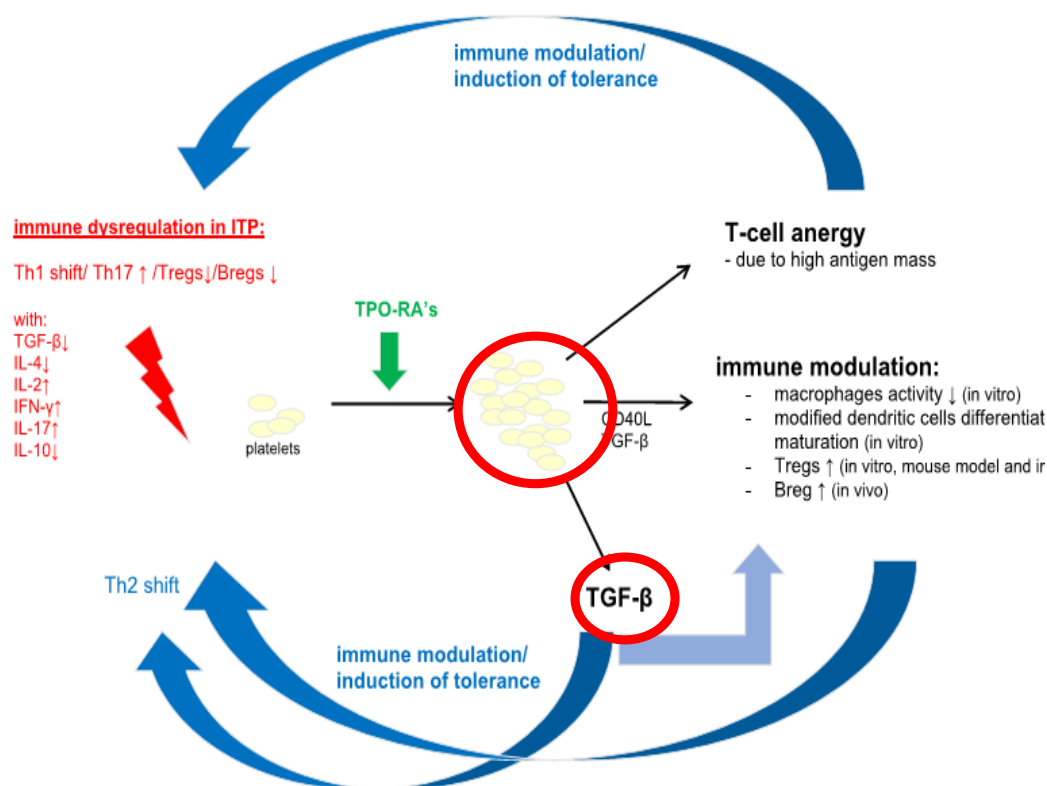 immune modulation/
induction of tolerance
immune dysregulation in ITP:
Th1 shift/ Th17 ↑ /Tregs↓/Bregs ↓
with:
TGF-β↓
IL-4↓
IL-2↑
IFN-γ↑
IL-17↑
IL-10↓
TPO-RA's
platelets
T-cell anergy
- due to high antigen mass
immune modulation:
- macrophages activity ↓ (in vitro)
- modified dendritic cells differentiat
maturation (in vitro)
- Tregs ↑ (in vitro, mouse model and in
- Breg ↑ (in vivo)
CD40L
TGF-β
TGF-β
Th2 shift
immune modulation/
induction of tolerance